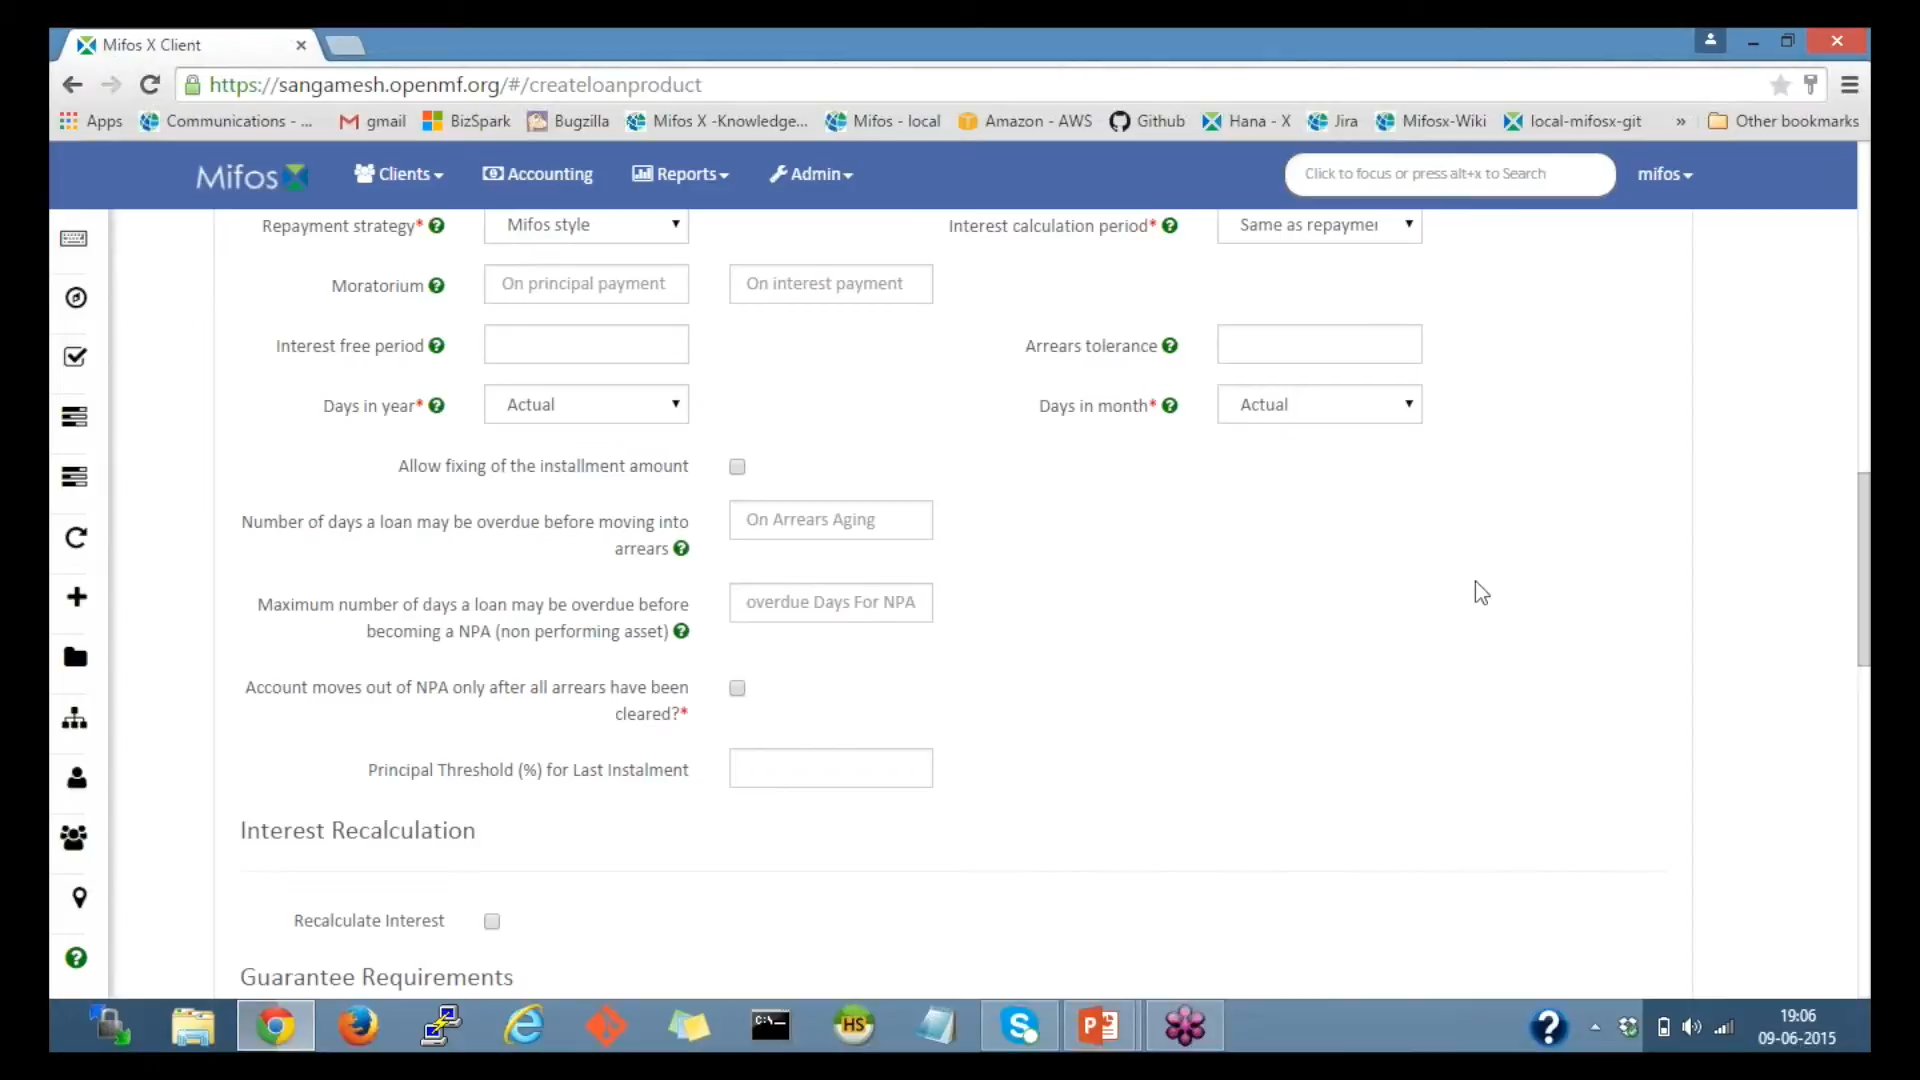 Mifos X Client
https://sangamesh.openmf.org/#/createloanproduct
Apps Communications - ... gmail BizSpark Bugzilla Mifos X -Knowledge... Mifos - local Amazon - AWS Github Hana - X Jira Mifosx-Wiki local-mifosx-git » Other bookmarks
Mifos Clients Accounting Reports Admin Click to focus or press alt+x to Search mifos
Repayment strategy* Mifos style Interest calculation period* Same as repaymen
Moratorium On principal payment On interest payment
Interest free period Arrears tolerance
Days in year* Actual Days in month* Actual
Allow fixing of the installment amount
Number of days a loan may be overdue before moving into
arrears On Arrears Aging
Maximum number of days a loan may be overdue before
becoming a NPA (non performing asset) overdue Days For NPA
Account moves out of NPA only after all arrears have been
cleared?*
Principal Threshold (%) for Last Instalment
Interest Recalculation
Recalculate Interest
Guarantee Requirements
19:06
09-06-2015